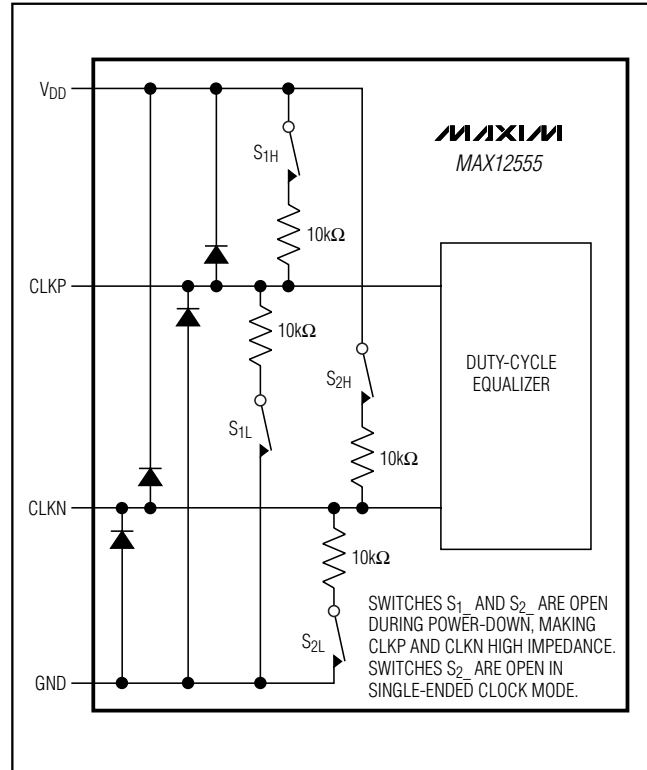 VDD
MAXIM
MAX12555
S1H
10kΩ
CLKP
10kΩ
S2H
DUTY-CYCLE
EQUALIZER
S1L
10kΩ
CLKN
10kΩ
SWITCHES S1_ AND S2_ ARE OPEN
DURING POWER-DOWN, MAKING
CLKP AND CLKN HIGH IMPEDANCE.
SWITCHES S2_ ARE OPEN IN
SINGLE-ENDED CLOCK MODE.
S2L
GND